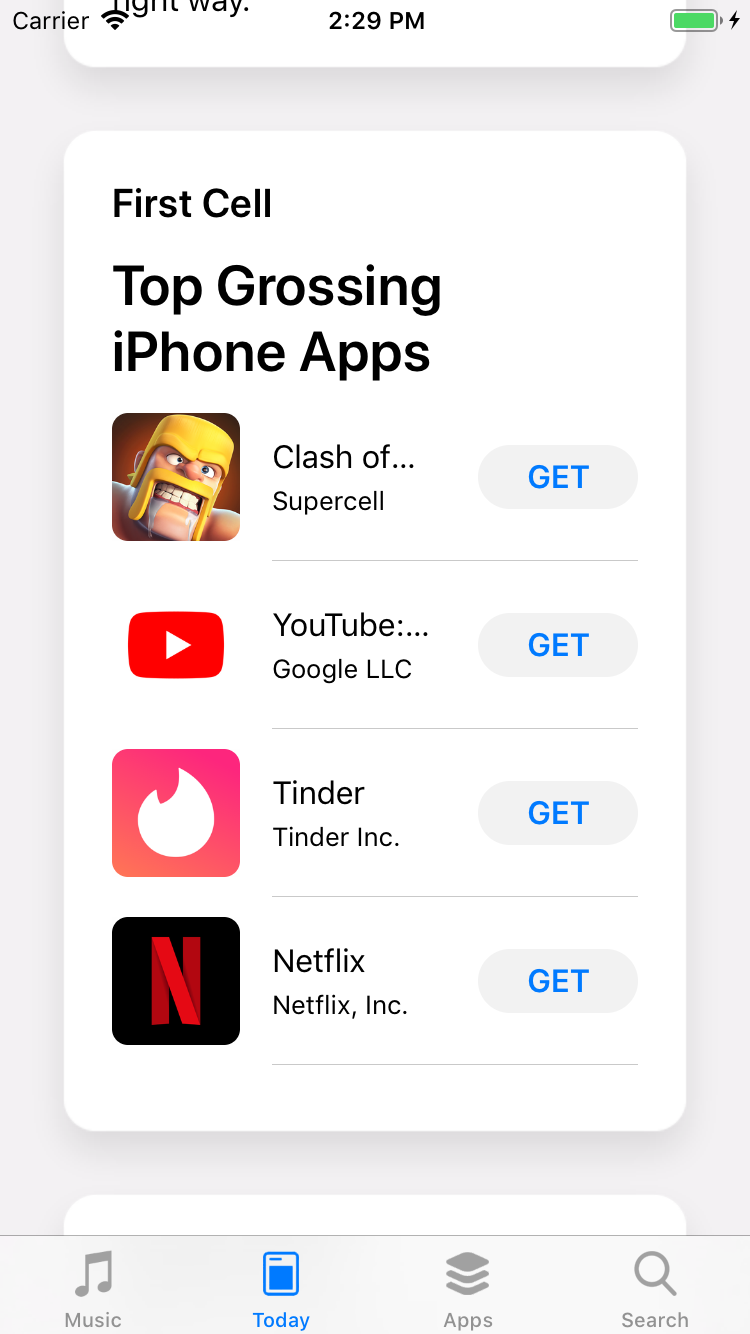 right way.
Carrier 2:29 PM
First Cell
Top Grossing
iPhone Apps
Clash of...
Supercell
GET
YouTube:...
Google LLC
GET
Tinder
Tinder Inc.
GET
Netflix
Netflix, Inc.
GET
Music Today Apps Search